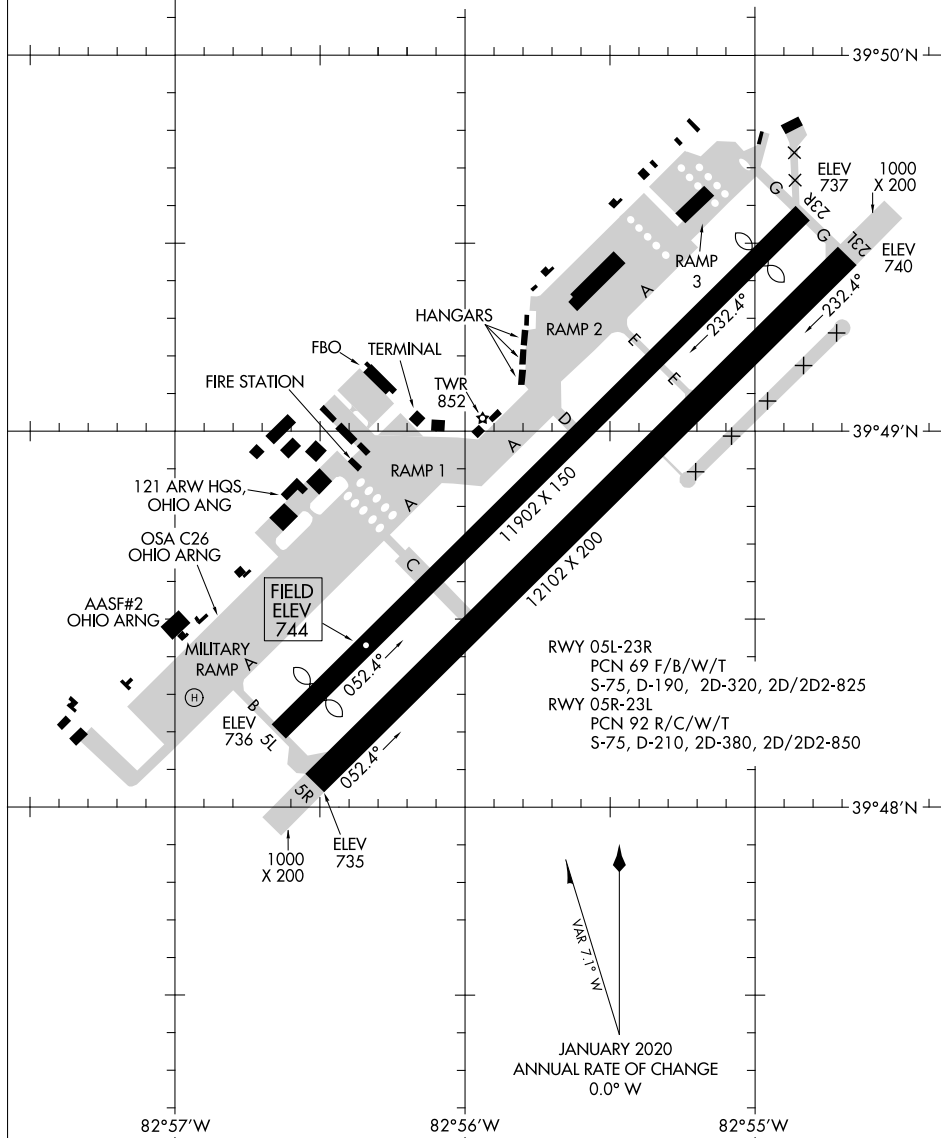 39°50'N
ELEV
737
1000
X 200
G
23R
G
23L
ELEV
740
RAMP
3
A
232.4°
232.4°
HANGARS
RAMP 2
E
E
FBO
TERMINAL
FIRE STATION
TWR
852
D
A
39°49'N
RAMP 1
A
121 ARW HQS,
OHIO ANG
11902 X 150
12102 X 200
OSA C26
OHIO ARNG
C
FIELD
ELEV
744
AASF#2
OHIO ARNG
MILITARY
RAMP
A
H
B
5L
ELEV
736
052.4°
052.4°
RWY 05L-23R
PCN 69 F/B/W/T
S-75, D-190, 2D-320, 2D/2D2-825
RWY 05R-23L
PCN 92 R/C/W/T
S-75, D-210, 2D-380, 2D/2D2-850
5R
39°48'N
ELEV
735
1000
X 200
VAR 7.1° W
JANUARY 2020
ANNUAL RATE OF CHANGE
0.0° W
82°57'W
82°56'W
82°55'W